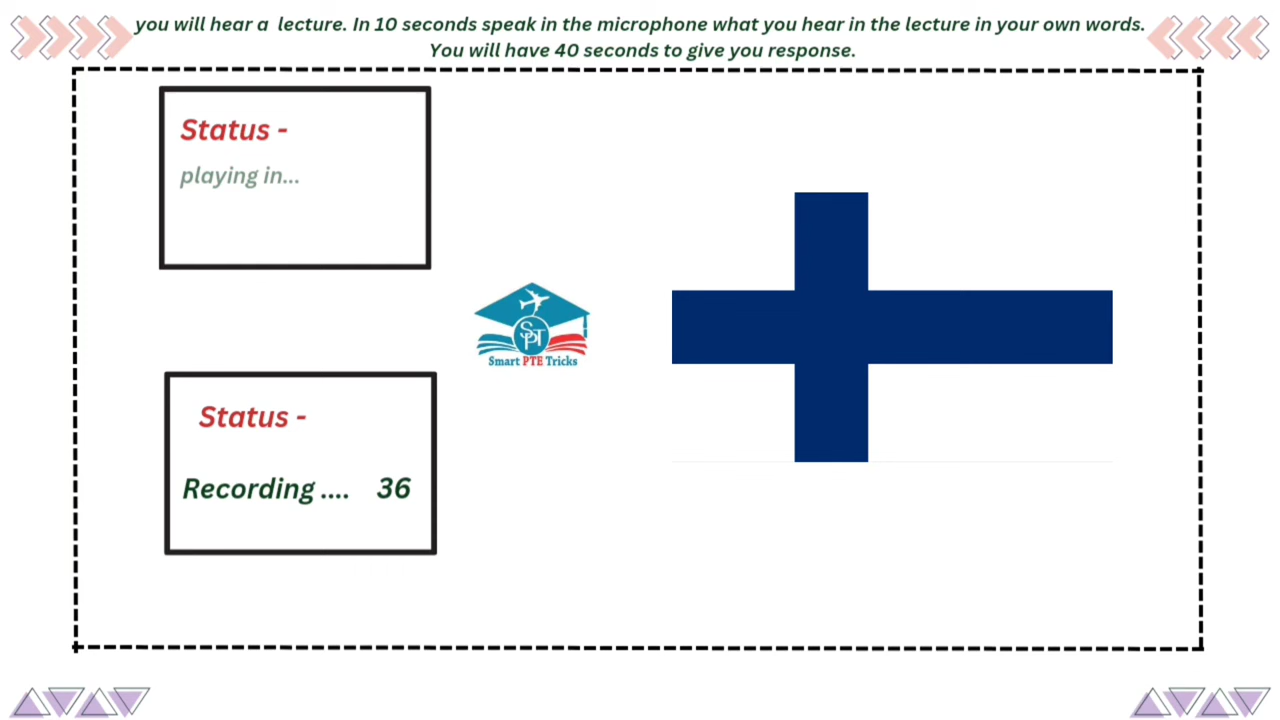 you will hear a lecture. In 10 seconds speak in the microphone what you hear in the lecture in your own words.
You will have 40 seconds to give you response.
Status -
playing in...
SPT
Smart PTE Tricks
Status -
Recording .... 36